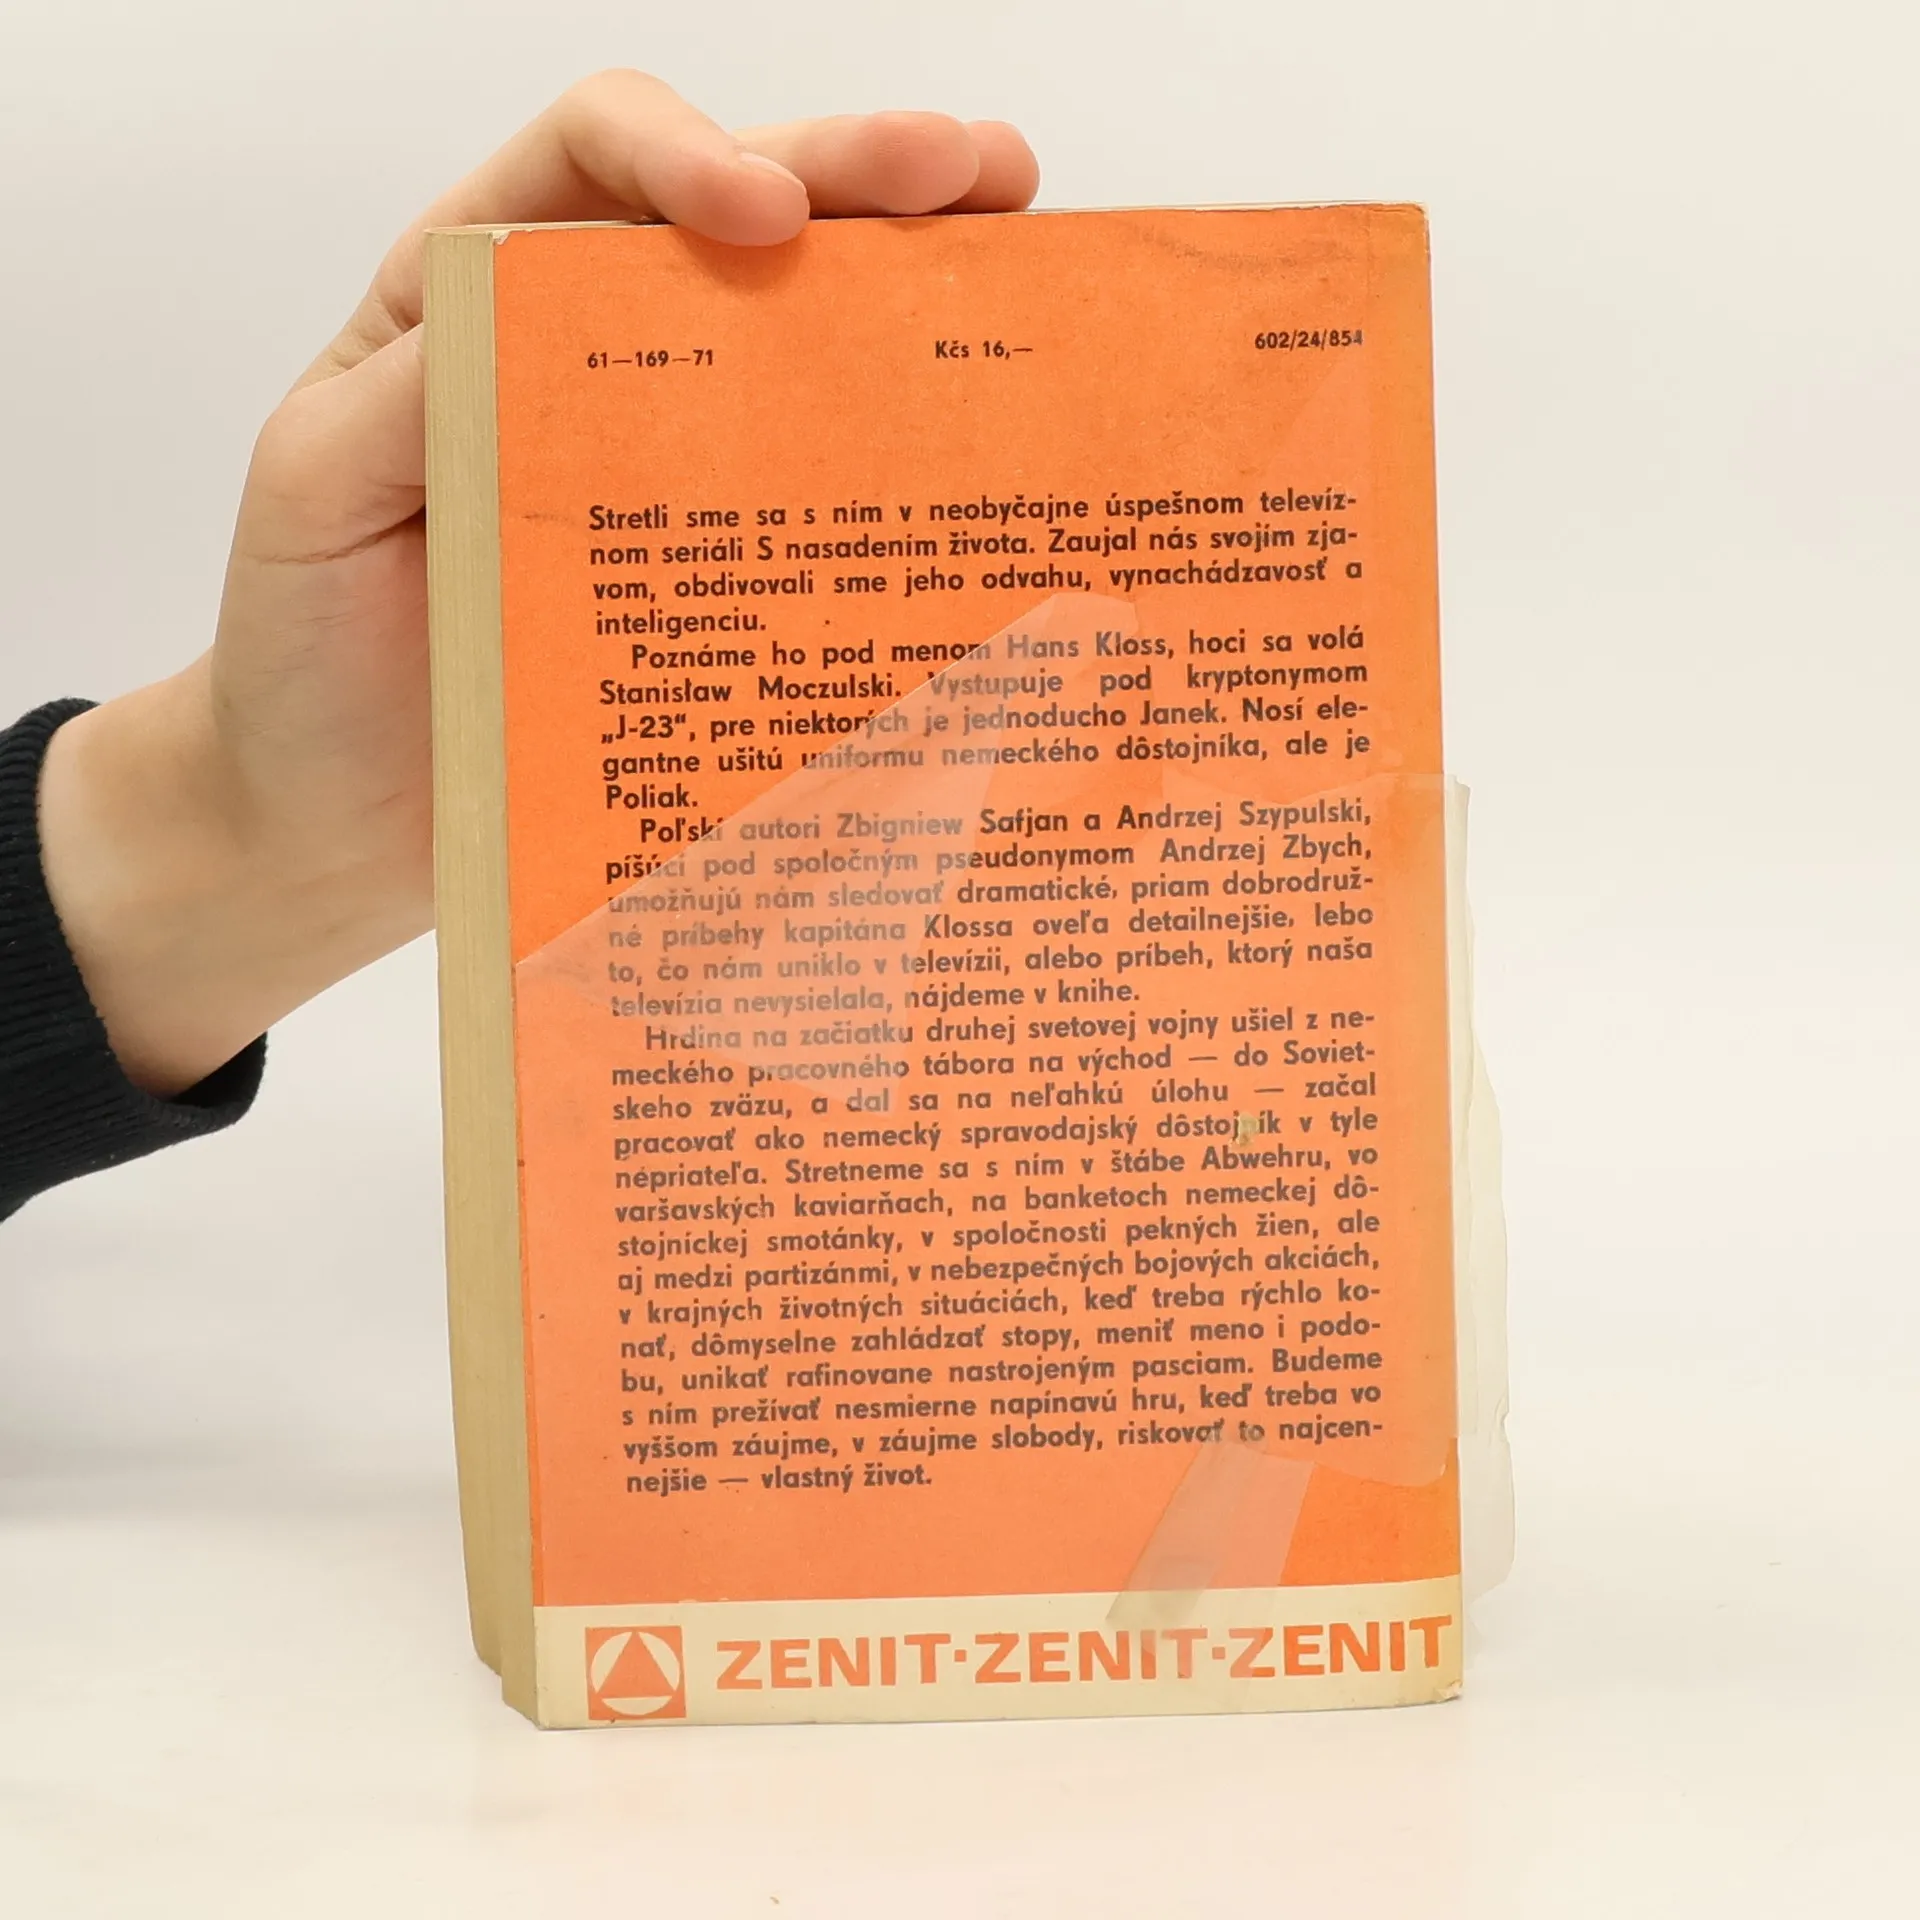 61—169—71 Kčs 16,— 602/24/854
Stretli sme sa s ním v neobyčajne úspešnom televíz-
nom seriáli S nasadením života. Zaujal nás svojím zja-
vom, obdivovali sme jeho odvahu, vynachádzavosť a
inteligenciu.
Poznáme ho pod menom Hans Kloss, hoci sa volá
Stanisław Moczulski. Vystupuje pod kryptonymom
„J-23“, pre niektorých je jednoducho Janek. Nosí ele-
gantne ušitú uniformu nemeckého dôstojníka, ale je
Poliak.
Poľskí autori Zbigniew Safjan a Andrzej Szypulski,
píšúci pod spoločným pseudonymom Andrzej Zbych,
umožňujú nám sledovať dramatické, priam dobrodruž-
né príbehy kapitána Klossa oveľa detailnejšie, lebo
to, čo nám uniklo v televízii, alebo príbeh, ktorý naša
televízia nevysielala, nájdeme v knihe.
Hrdina na začiatku druhej svetovej vojny ušiel z ne-
meckého pracovného tábora na východ — do Soviet-
skeho zväzu, a dal sa na neľahkú úlohu — začal
pracovať ako nemecký spravodajský dôstojník v tyle
nepriateľa. Stretneme sa s ním v štábe Abwehru, vo
varšavských kaviarňach, na banketoch nemeckej dô-
stojníckej smotánky, v spoločnosti pekných žien, ale
aj medzi partizánmi, v nebezpečných bojových akciách,
v krajných životných situáciách, keď treba rýchlo ko-
nať, dômyselne zahládzať stopy, meniť meno i podo-
bu, unikať rafinovane nastrojeným pasciam. Budeme
s ním prežívať nesmierne napínavú hru, keď treba vo
vyššom záujme, v záujme slobody, riskovať to najcen-
nejšie — vlastný život.
ZENIT·ZENIT·ZENIT